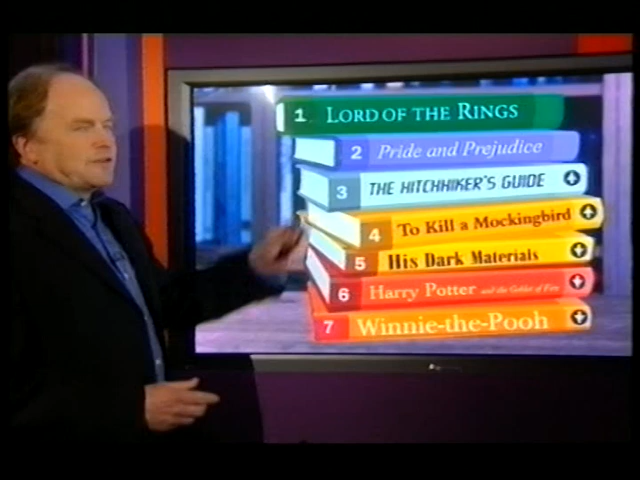 1 LORD OF THE RINGS
2 Pride and Prejudice
3 THE HITCHHIKER'S GUIDE
4 To Kill a Mockingbird
5 His Dark Materials
6 Harry Potter and the Goblet of Fire
7 Winnie-the-Pooh